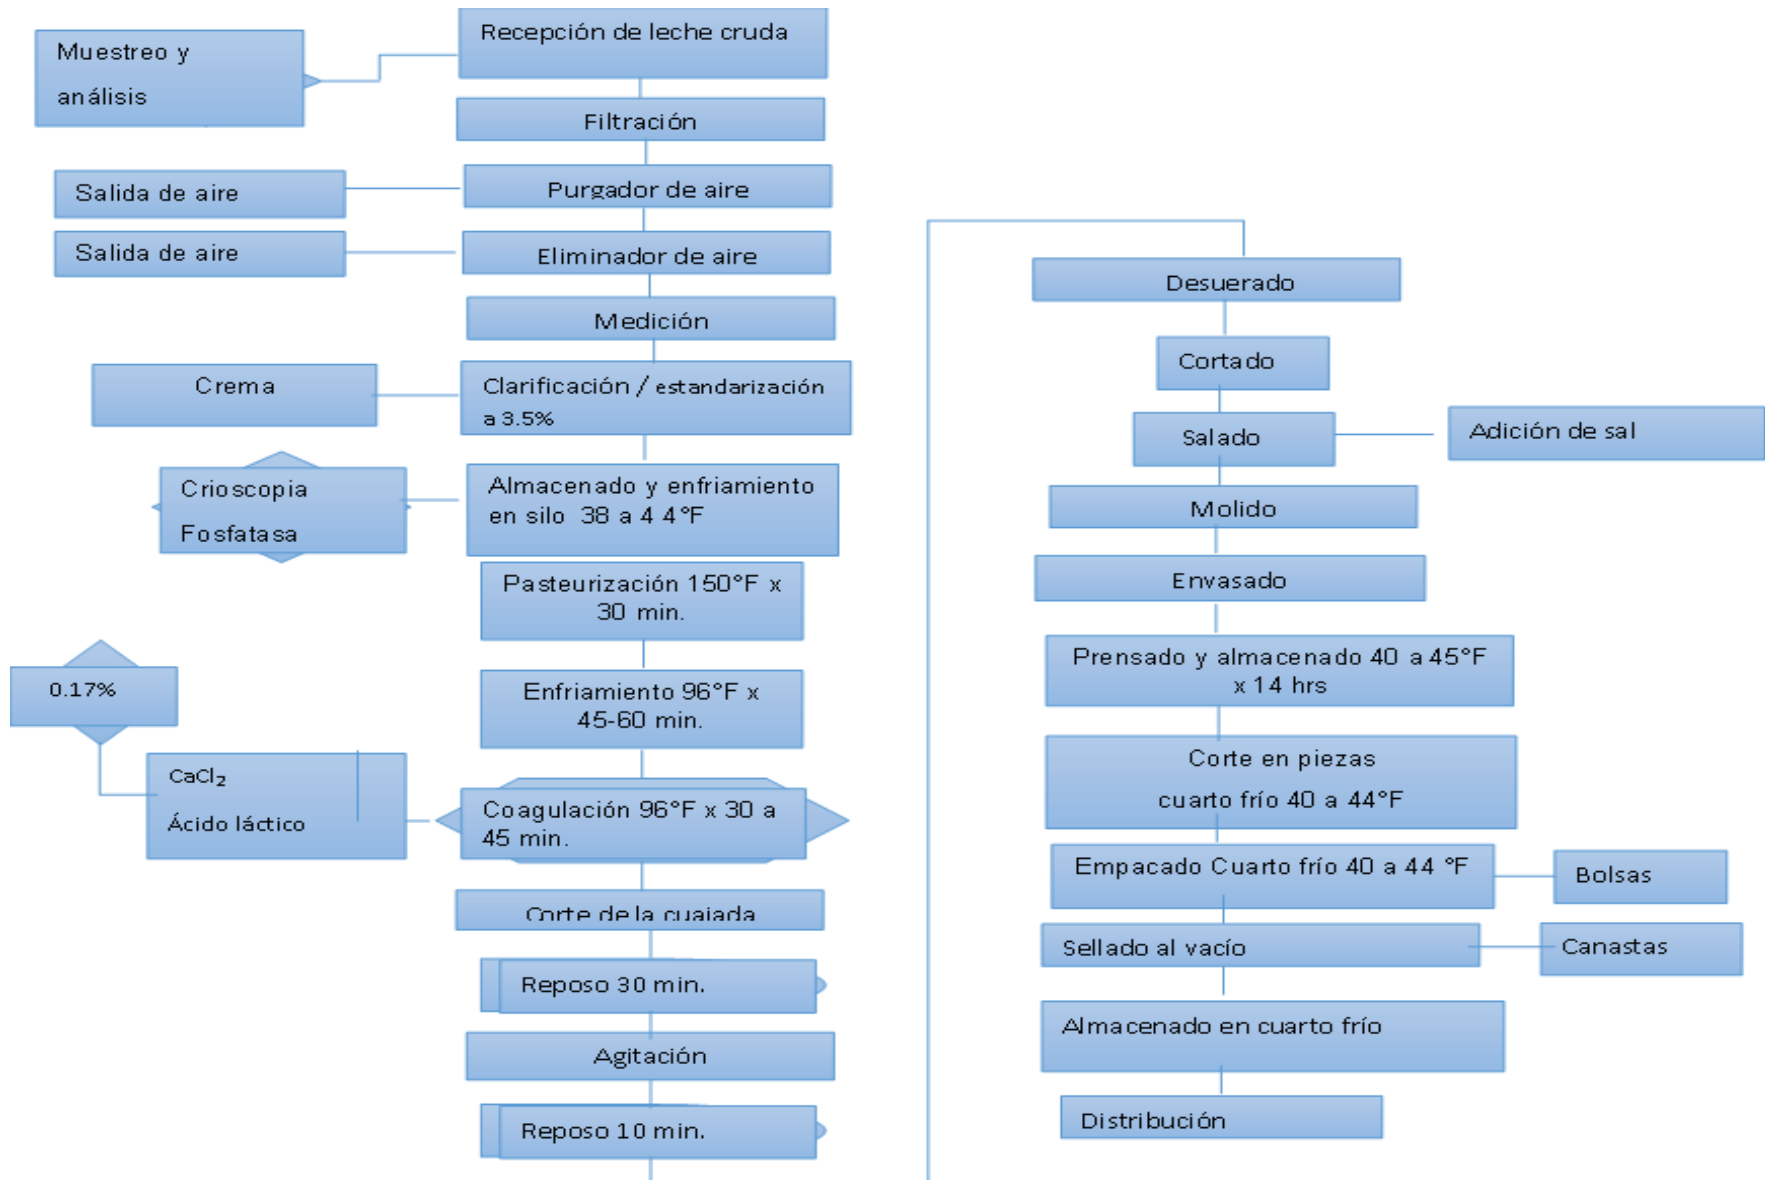 Recepción de leche cruda
Muestreo y
análisis
Filtración
Salida de aire
Purgador de aire
Salida de aire
Eliminador de aire
Medición
Crema
Clarificación / estandarización
a 3.5%
Crioscopia
Fosfatasa
Almacenado y enfriamiento
en silo 38 a 4 4°F
Pasteurización 150°F x
30 min.
0.17%
Enfriamiento 96°F x
45-60 min.
CaCl₂
Ácido láctico
Coagulación 96°F x 30 a
45 min.
Corte de la cuajada
Reposo 30 min.
Agitación
Reposo 10 min.
Desuerado
Cortado
Salado
Adición de sal
Molido
Envasado
Prensado y almacenado 40 a 45°F
x 14 hrs
Corte en piezas
cuarto frío 40 a 44°F
Empacado Cuarto frío 40 a 44 °F
Bolsas
Sellado al vacío
Canastas
Almacenado en cuarto frío
Distribución